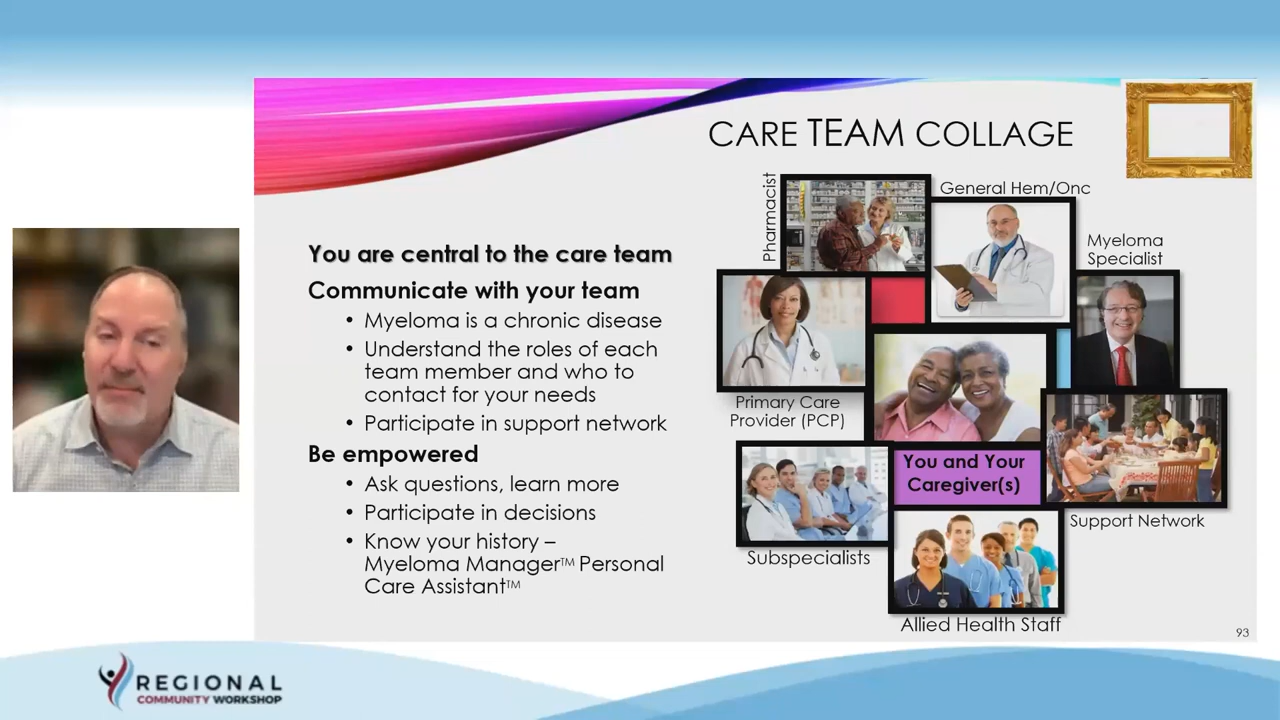 CARE TEAM COLLAGE
You are central to the care team
Communicate with your team
• Myeloma is a chronic disease
• Understand the roles of each
team member and who to
contact for your needs
• Participate in support network
Be empowered
• Ask questions, learn more
• Participate in decisions
• Know your history –
Myeloma Manager™ Personal
Care Assistant™
Pharmacist
General Hem/Onc
Myeloma
Specialist
Primary Care
Provider (PCP)
You and Your
Caregiver(s)
Support Network
Subspecialists
Allied Health Staff
93
REGIONAL
COMMUNITY WORKSHOP